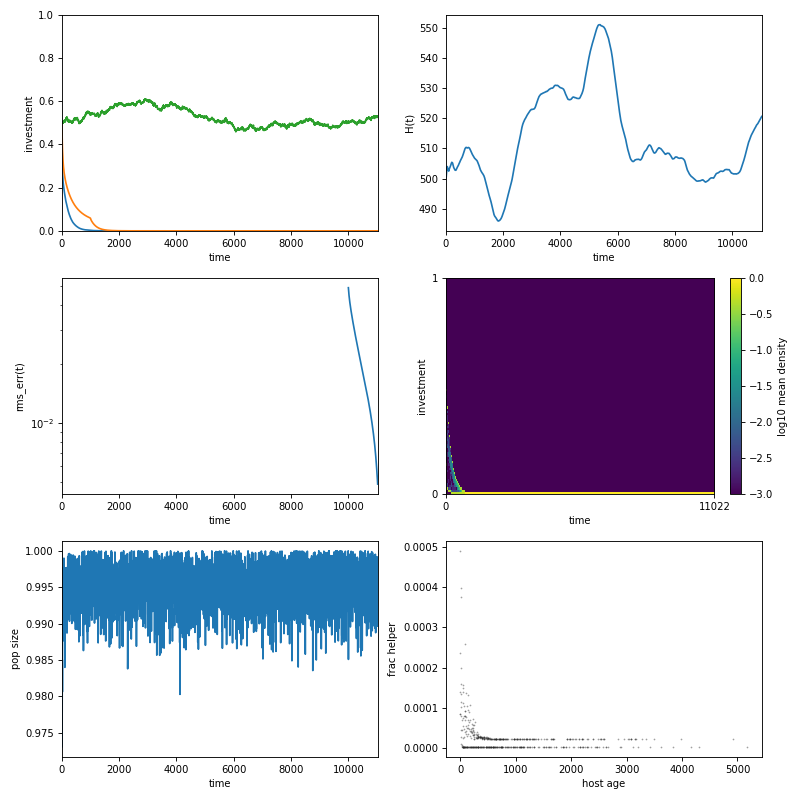 1.0
0.8
0.6
0.4
0.2
0.0
investment
0 2000 4000 6000 8000 10000
time
550
540
530
520
510
500
490
H(t)
0 2000 4000 6000 8000 10000
time
10⁻²
rms_err(t)
0 2000 4000 6000 8000 10000
time
1
0
investment
0 11022
time
0.0
−0.5
−1.0
−1.5
−2.0
−2.5
−3.0
log10 mean density
1.000
0.995
0.990
0.985
0.980
0.975
pop size
0 2000 4000 6000 8000 10000
time
0.0005
0.0004
0.0003
0.0002
0.0001
0.0000
frac helper
0 1000 2000 3000 4000 5000
host age